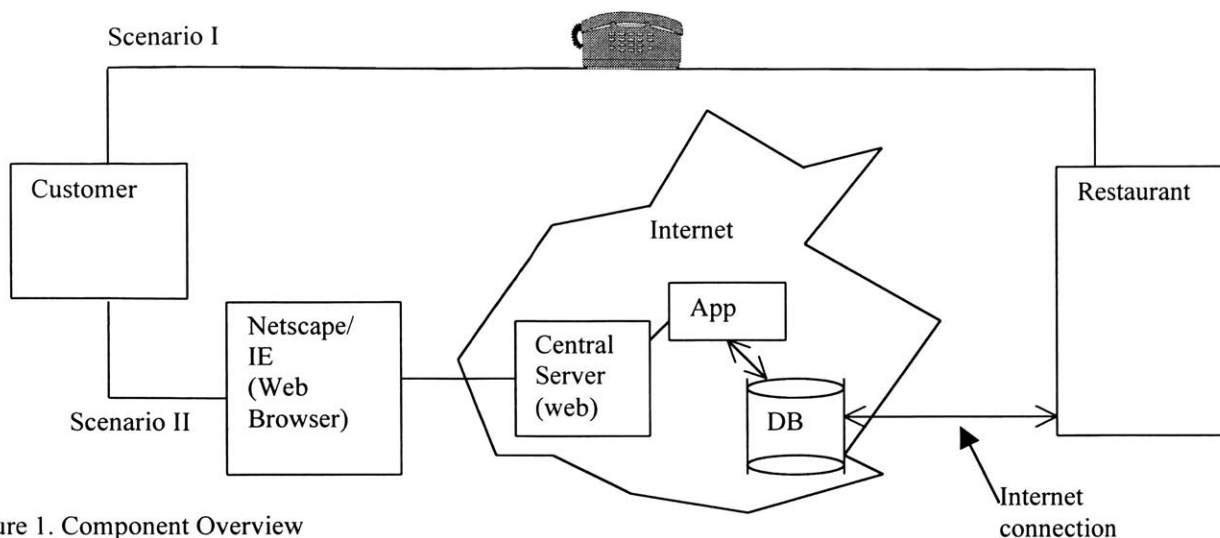 Scenario I
Customer
Restaurant
Internet
App
Netscape/
IE
(Web
Browser)
Central
Server
(web)
Scenario II
DB
Internet
connection
ure 1. Component Overview